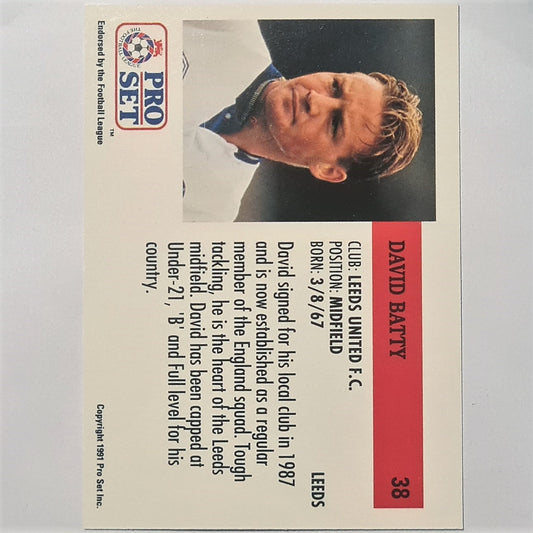 DAVID BATTY 38
CLUB: LEEDS UNITED F.C.
POSITION: MIDFIELD
BORN: 3/8/67 LEEDS
David signed for his local club in 1987
and is now established as a regular
member of the England squad. Tough
tackling, he is the heart of the Leeds
midfield. David has been capped at
Under-21, 'B' and Full level for his
country.
THE FOOTBALL LEAGUE
PRO
SET
™
Endorsed by the Football League
Copyright 1991 Pro Set Inc.